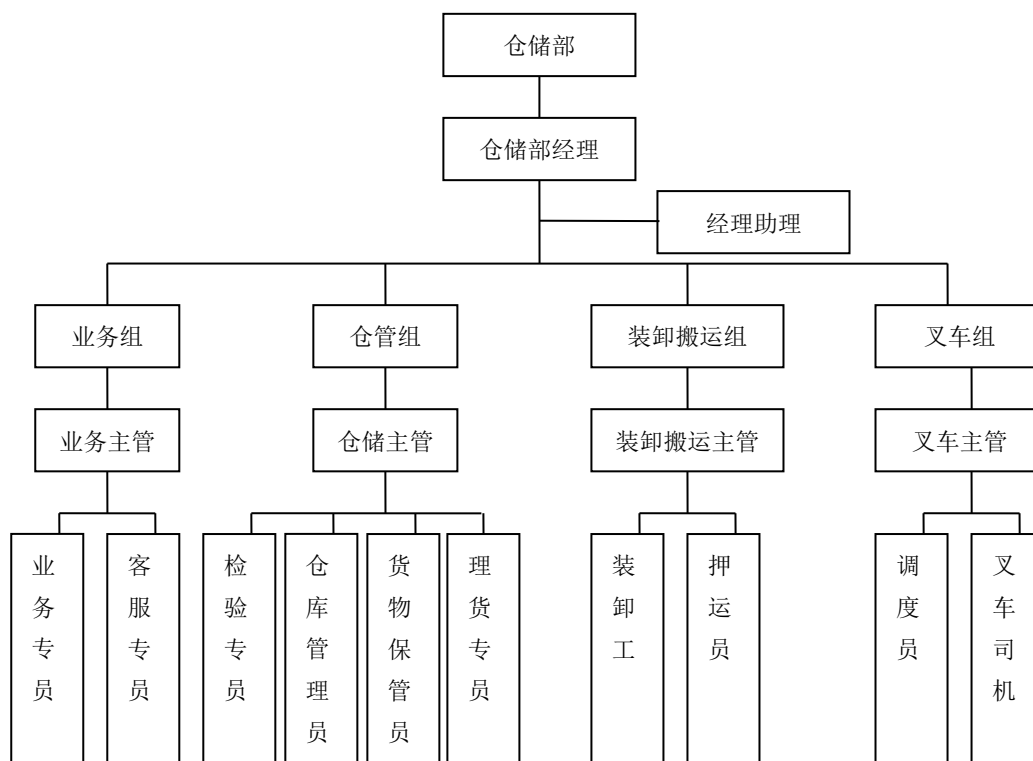 仓储部
仓储部经理
经理助理
业务组
仓管组
装卸搬运组
叉车组
业务主管
仓储主管
装卸搬运主管
叉车主管
业务专员
客服专员
检验专员
仓库管理员
货物保管员
理货专员
装卸工
押运员
调度员
叉车司机